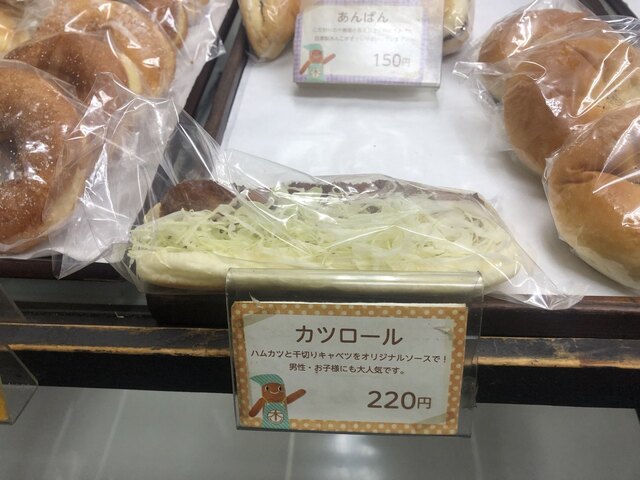 あんぱん
150円
カツロール
ハムカツと千切りキャベツをオリジナルソースで！
男性・お子様にも大人気です。
220円
木